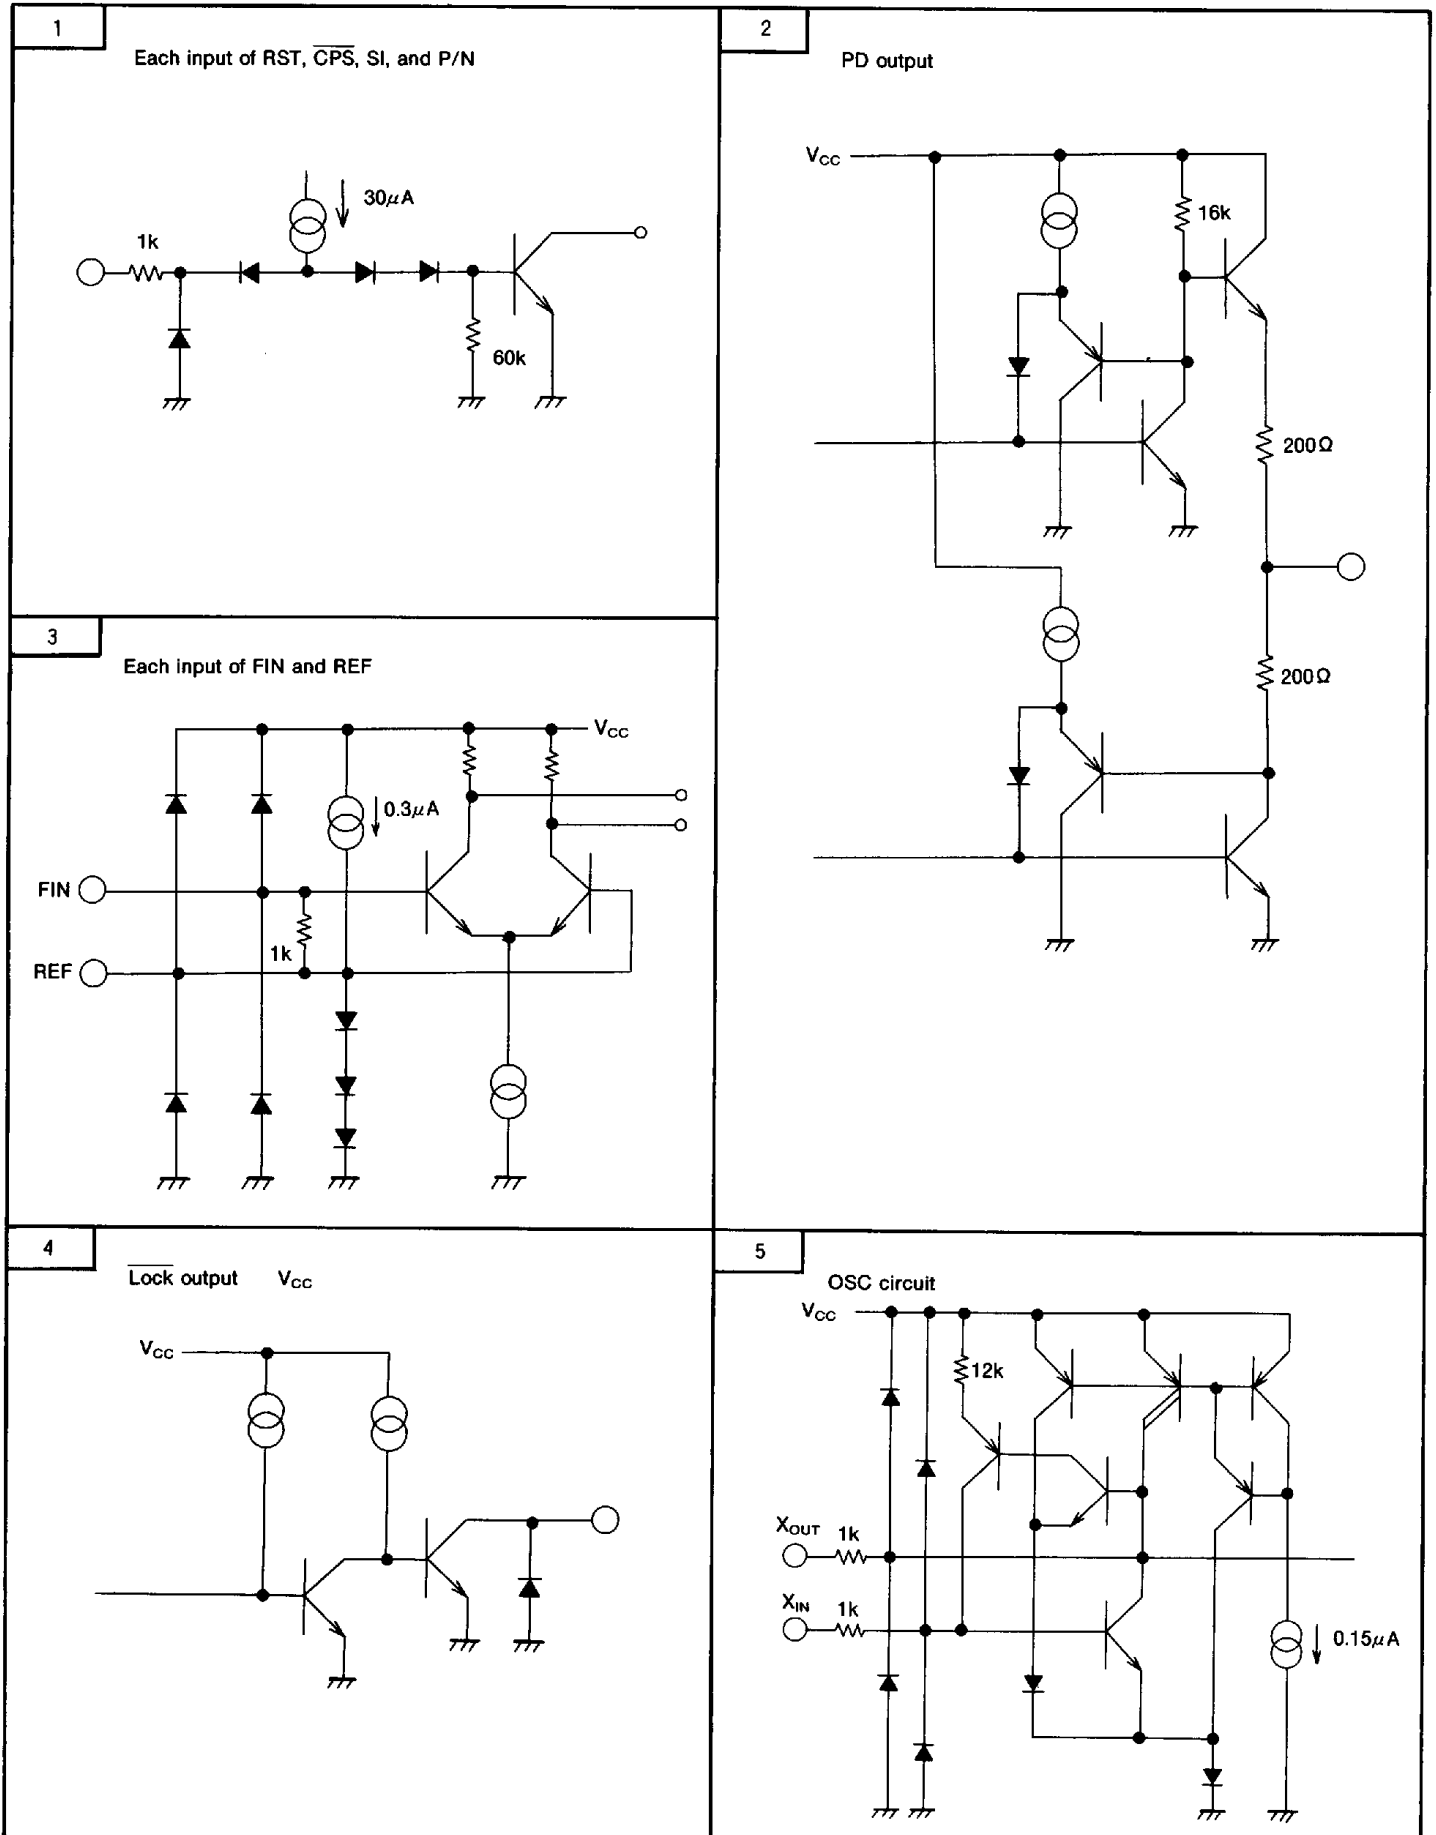 1
Each input of RST, C̅P̅S̅, SI, and P/N
30μA
1k
60k
2
PD output
VCC
16k
200Ω
200Ω
3
Each input of FIN and REF
VCC
0.3μA
FIN
1k
REF
4
L̅o̅c̅k̅ output VCC
VCC
5
OSC circuit
VCC
12k
XOUT 1k
XIN 1k
0.15μA